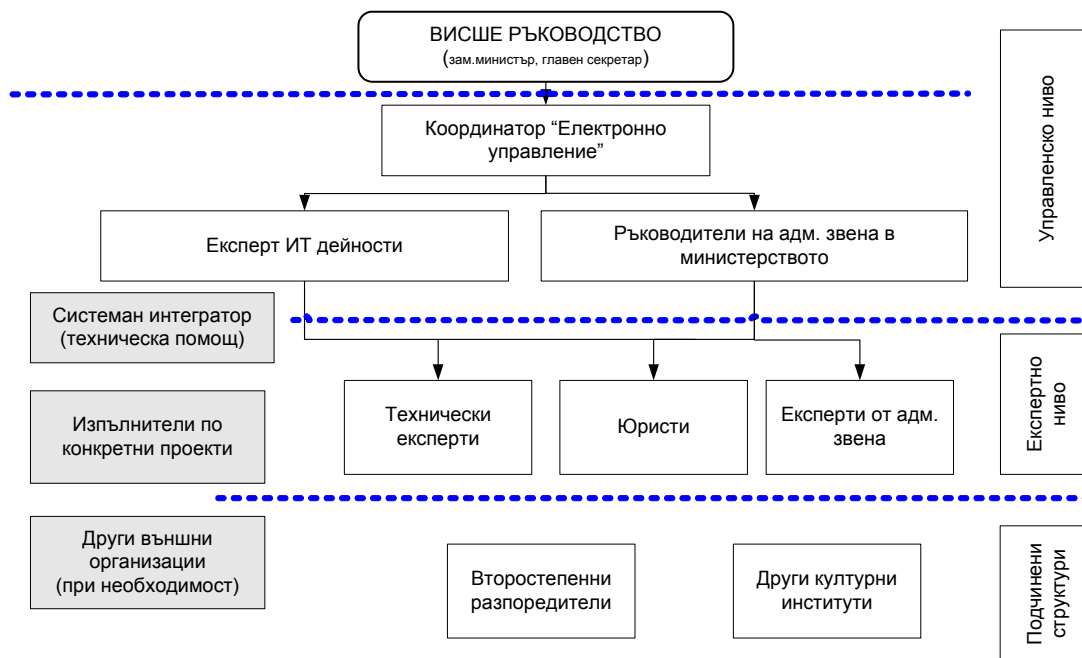 ВИСШЕ РЪКОВОДСТВО
(зам.министър, главен секретар)
Координатор “Електронно
управление”
Експерт ИТ дейности
Ръководители на адм. звена в
министерството
Управленско ниво
Системан интегратор
(техническа помощ)
Изпълнители по
конкретни проекти
Технически
експерти
Юристи
Експерти от адм.
звена
Експертно
ниво
Други външни
организации
(при необходимост)
Второстепенни
разпоредители
Други културни
институти
Подчинени
структури